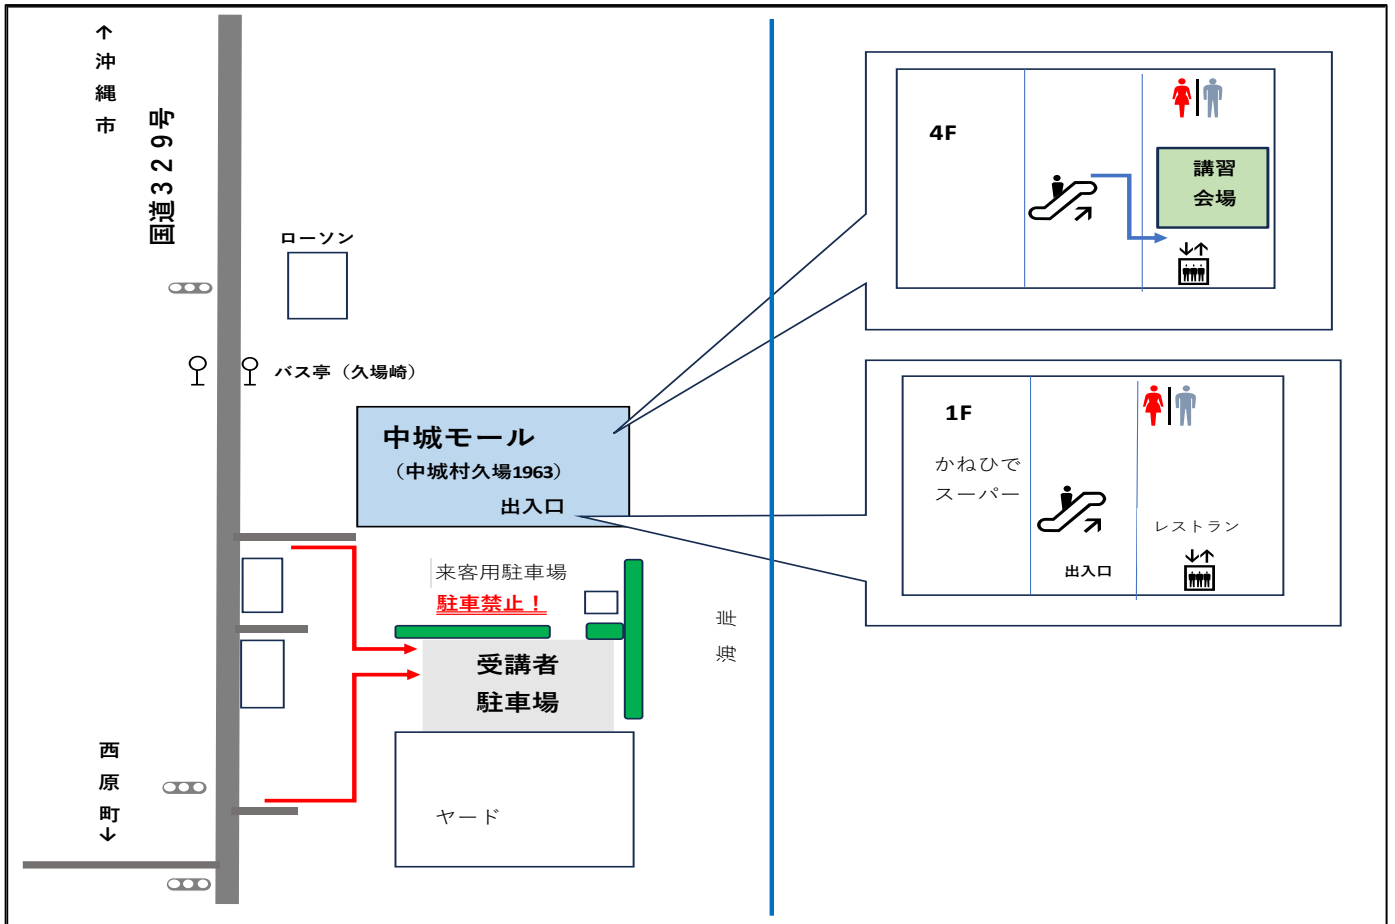 ↑沖縄市
国道３２９号
ローソン
バス亭（久場崎）
中城モール
（中城村久場1963）
出入口
来客用駐車場
駐車禁止！
受講者
駐車場
ヤード
西原町↓
海岸
4F
講習
会場
1F
かねひで
スーパー
レストラン
出入口